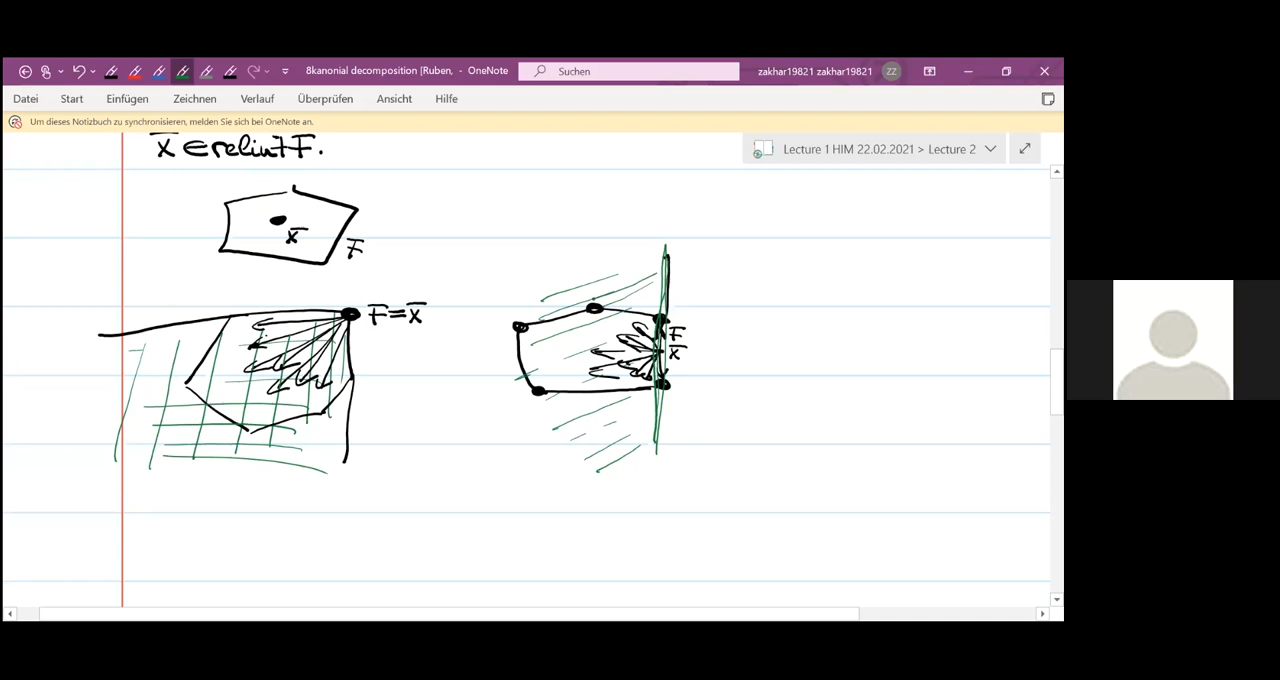 8kanonial decomposition [Ruben, - OneNote
Suchen
zakhar19821 zakhar19821
ZZ
Datei Start Einfügen Zeichnen Verlauf Überprüfen Ansicht Hilfe
Um dieses Notizbuch zu synchronisieren, melden Sie sich bei OneNote an.
x̅ ∈ relint F.
Lecture 1 HIM 22.02.2021 > Lecture 2
x̅
F
F = x̅
F
x̅